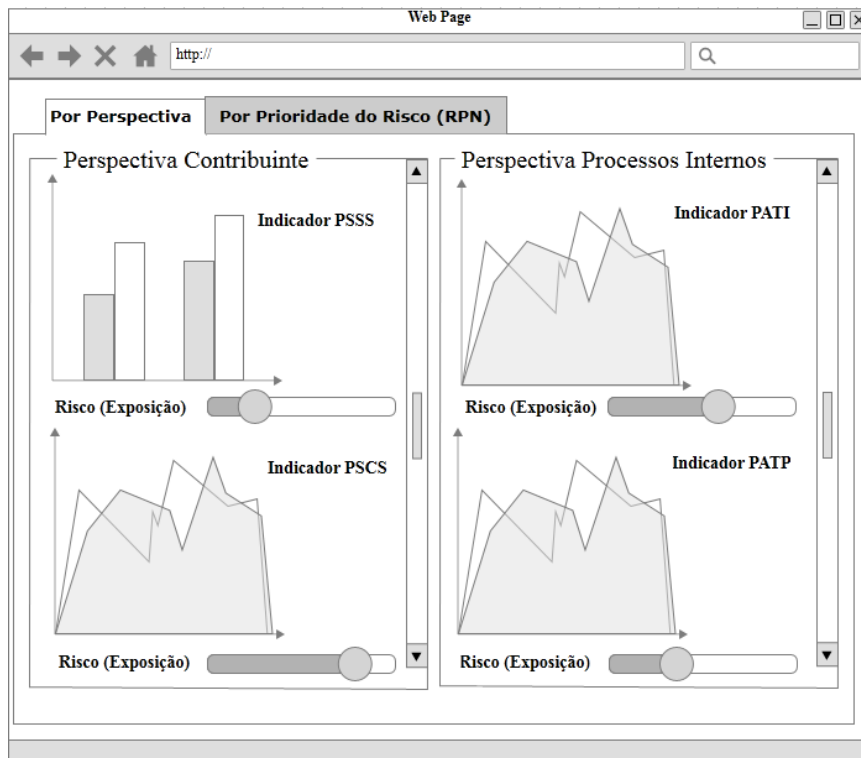 Web Page
http://
Por Perspectiva
Por Prioridade do Risco (RPN)
Perspectiva Contribuinte
Indicador PSSS
Risco (Exposição)
Indicador PSCS
Risco (Exposição)
Perspectiva Processos Internos
Indicador PATI
Risco (Exposição)
Indicador PATP
Risco (Exposição)